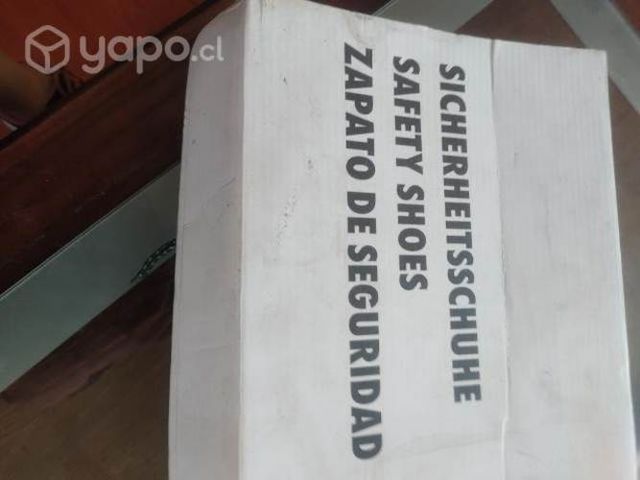 yapo.cl
SICHERHEITSSCHUHE
SAFETY SHOES
ZAPATO DE SEGURIDAD